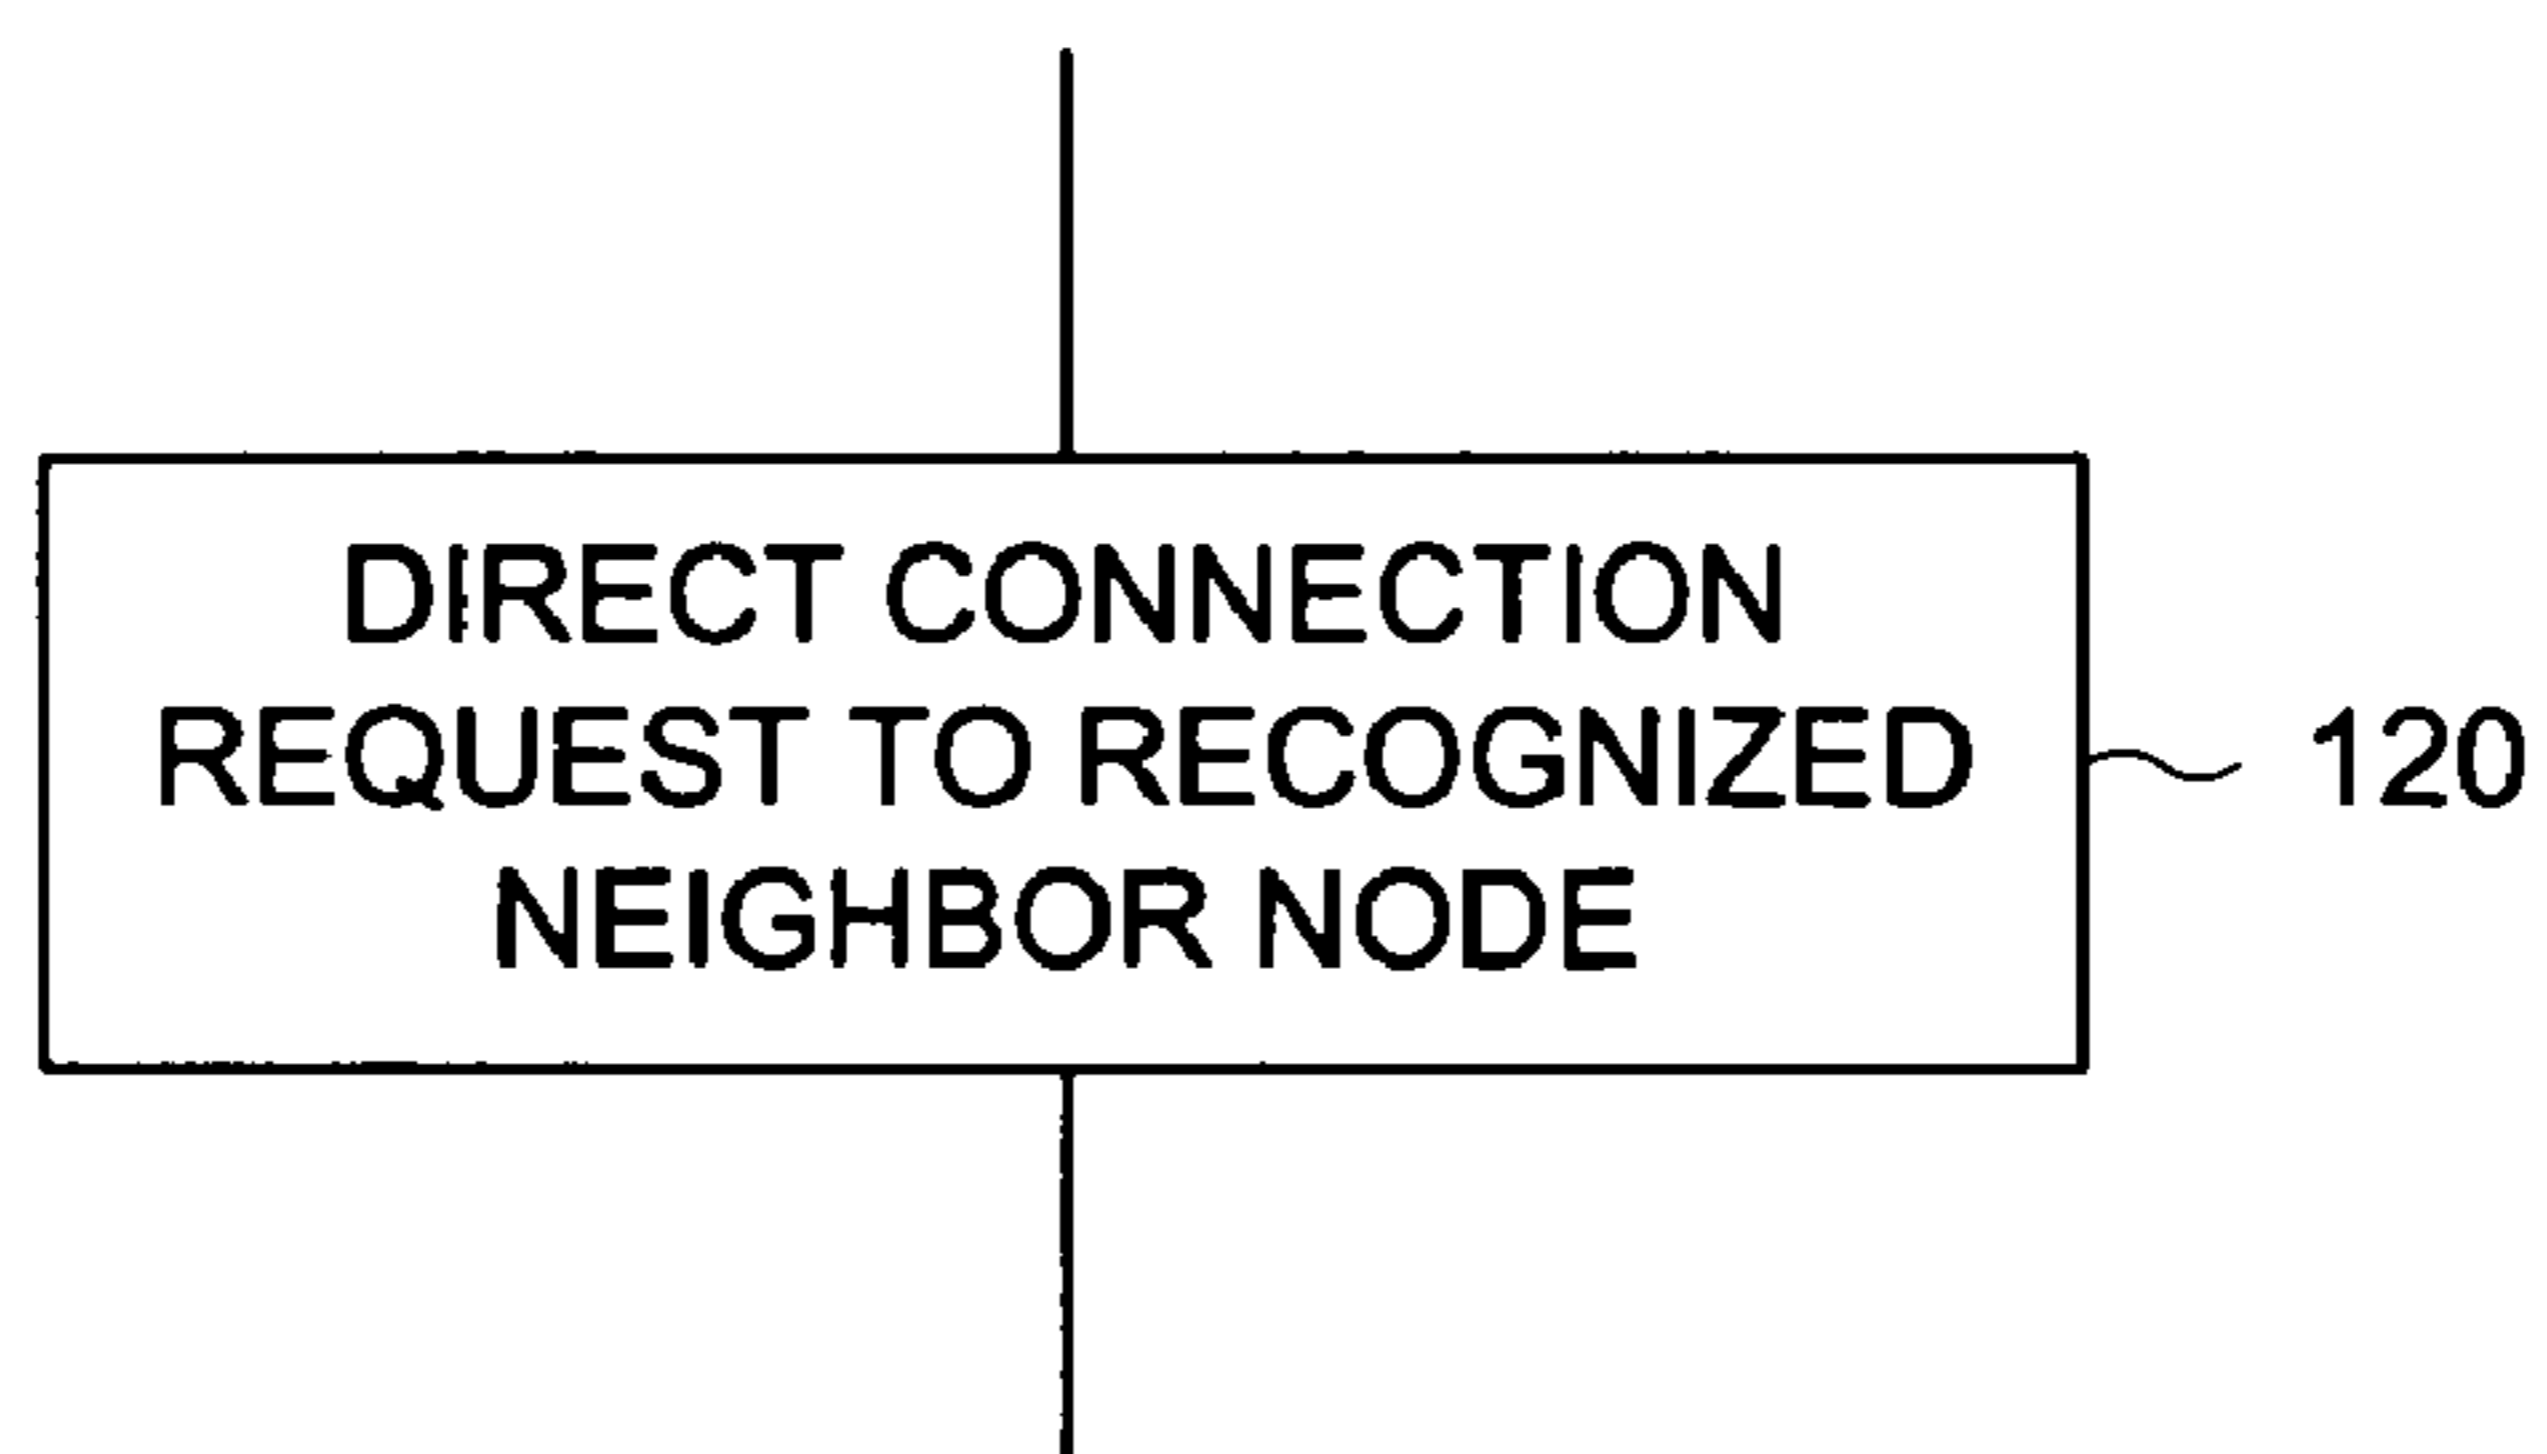 DIRECT CONNECTION
REQUEST TO RECOGNIZED
NEIGHBOR NODE
120